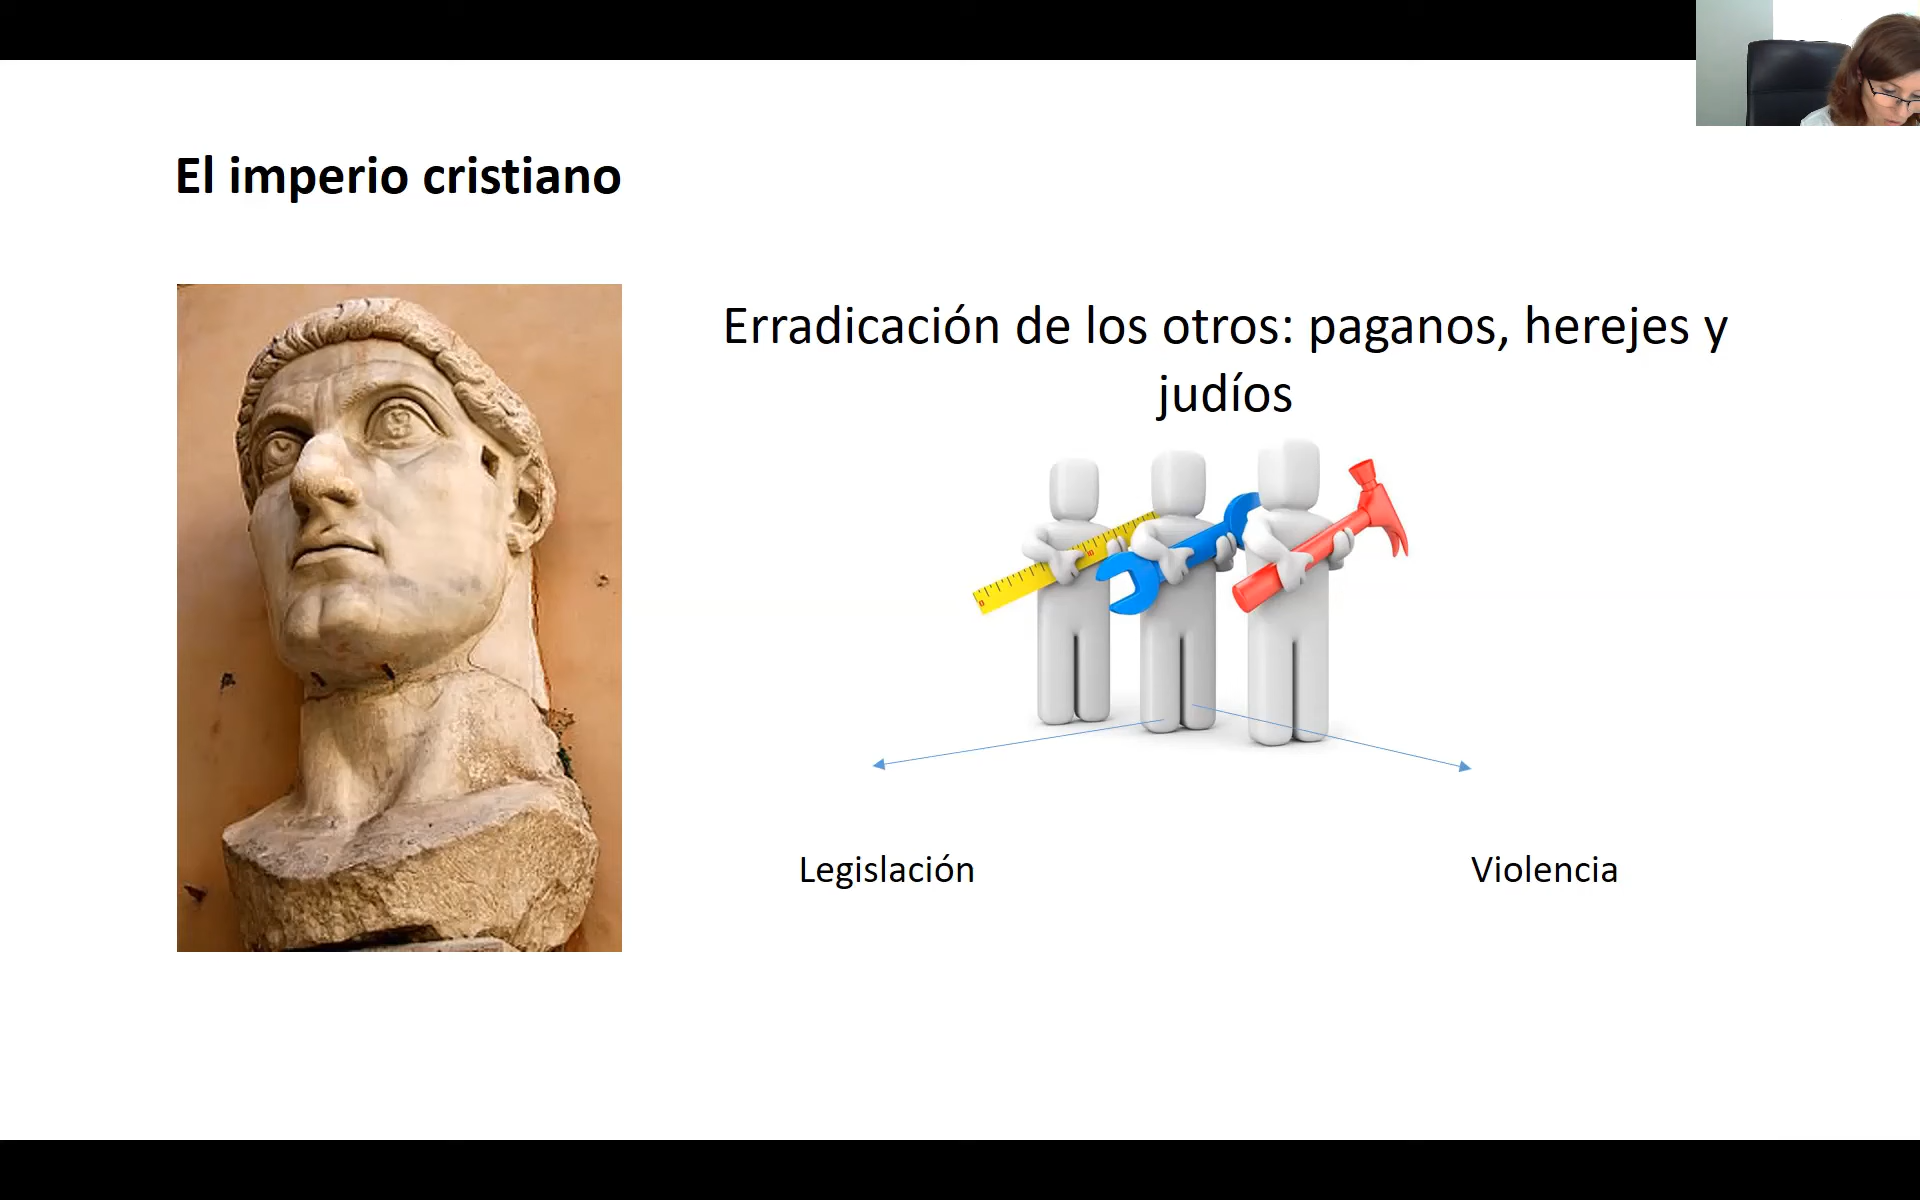 El imperio cristiano
Erradicación de los otros: paganos, herejes y
judíos
Legislación
Violencia